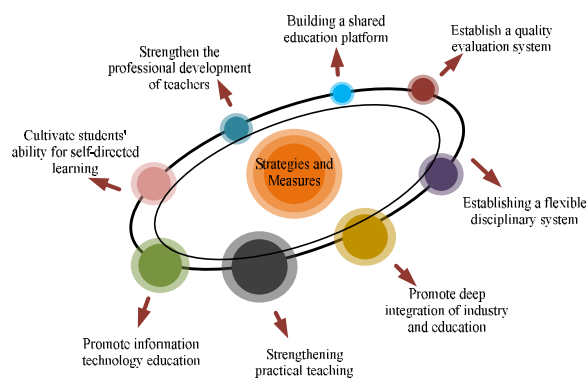 Building a shared
education platform
Establish a quality
evaluation system
Strengthen the
professional development
of teachers
Cultivate students'
ability for self-directed
learning
Strategies and
Measures
Establishing a flexible
disciplinary system
Promote deep
integration of industry
and education
Promote information
technology education
Strengthening
practical teaching